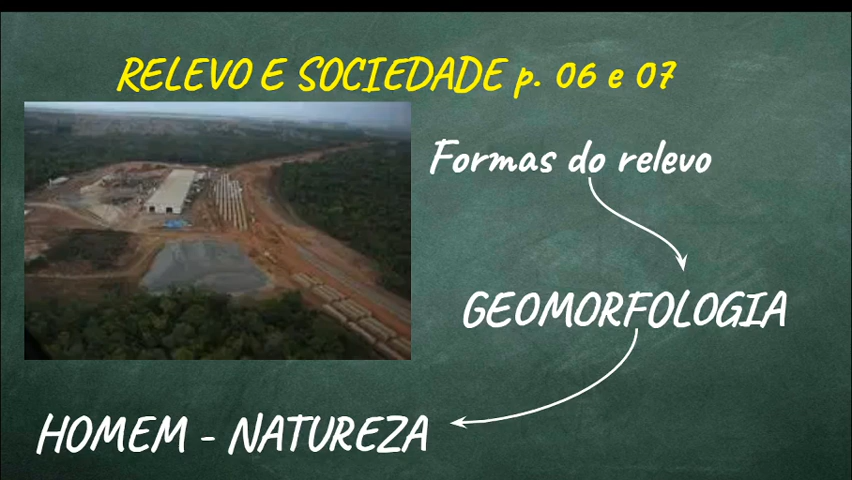 RELEVO E SOCIEDADE p. 06 e 07
Formas do relevo
GEOMORFOLOGIA
HOMEM - NATUREZA